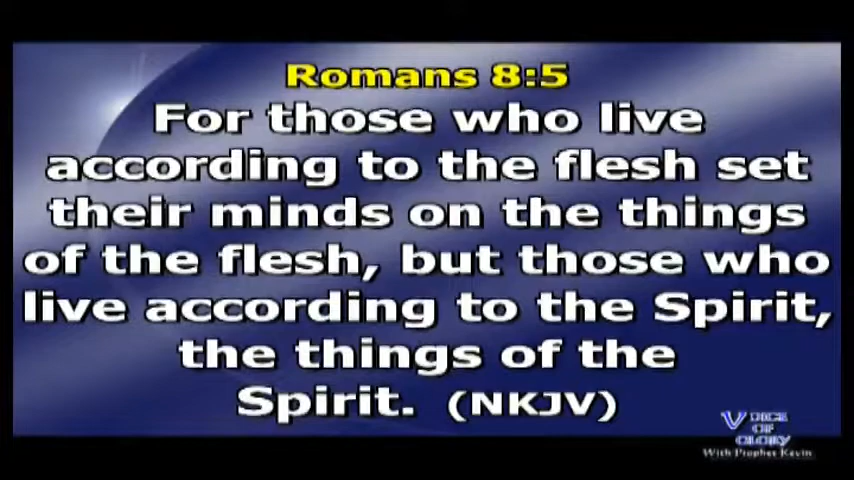 Romans 8:5
For those who live
according to the flesh set
their minds on the things
of the flesh, but those who
live according to the Spirit,
the things of the
Spirit. (NKJV)
VOICE
OF
GLORY
With Prophet Kevin